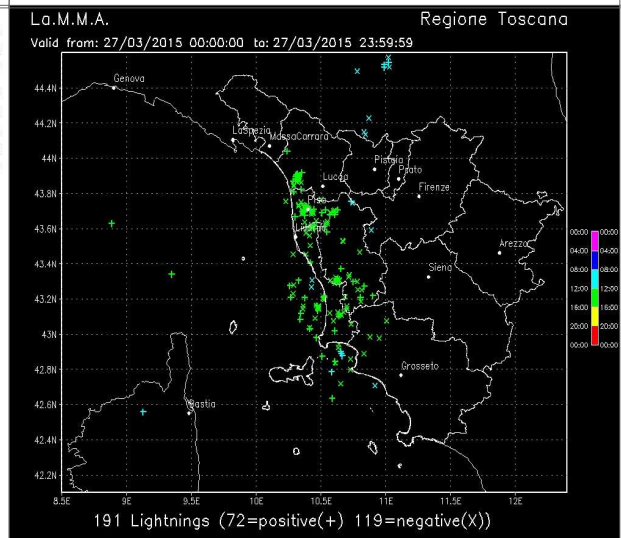 La.M.M.A. Regione Toscana
Valid from: 27/03/2015 00:00:00 to: 27/03/2015 23:59:59
44.4N
44.2N
44N
43.8N
43.6N
43.4N
43.2N
43N
42.8N
42.6N
42.4N
42.2N
Genova
LaSpezia
MassaCarrara
Pistoia
Prato
Lucca
Firenze
Pisa
Arezzo
Siena
Grosseto
Bastia
00:00 00:00
04:00 04:00
08:00 08:00
12:00 12:00
16:00 16:00
20:00 20:00
00:00 00:00
8.5E 9E 9.5E 10E 10.5E 11E 11.5E 12E
191 Lightnings (72=positive(+) 119=negative(X))